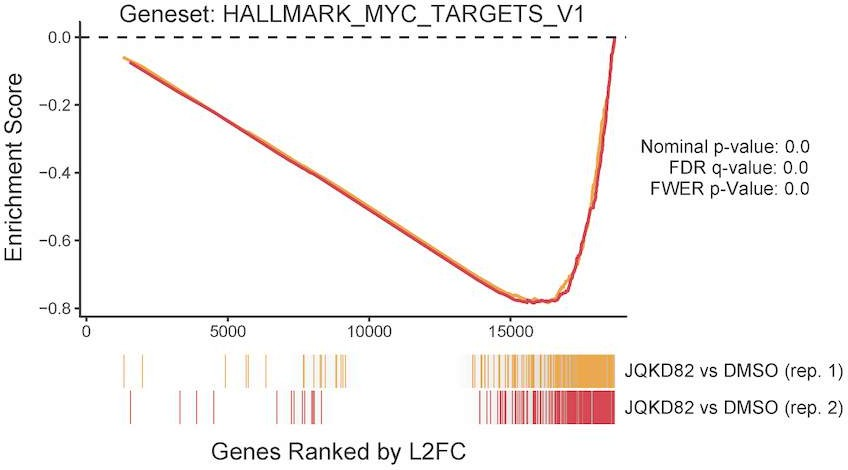 Geneset: HALLMARK_MYC_TARGETS_V1
Enrichment Score
0.0
−0.2
−0.4
−0.6
−0.8
0
5000
10000
15000
Nominal p-value: 0.0
FDR q-value: 0.0
FWER p-Value: 0.0
JQKD82 vs DMSO (rep. 1)
JQKD82 vs DMSO (rep. 2)
Genes Ranked by L2FC